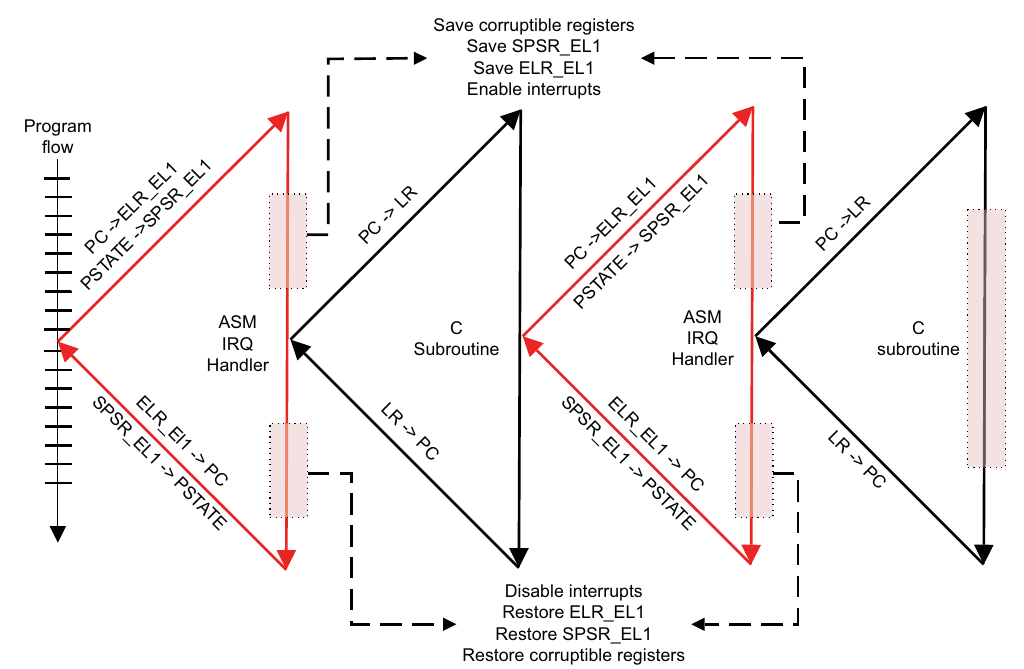 Save corruptible registers
Save SPSR_EL1
Save ELR_EL1
Enable interrupts
Program
flow
PC ->ELR_EL1
PSTATE ->SPSR_EL1
PC -> LR
PC ->ELR_EL1
PSTATE -> SPSR_EL1
PC ->LR
ASM
IRQ
Handler
C
Subroutine
ASM
IRQ
Handler
C
subroutine
ELR_El1 -> PC
SPSR_EL1 -> PSTATE
LR -> PC
ELR_EL1 -> PC
SPSR_EL1 -> PSTATE
LR -> PC
Disable interrupts
Restore ELR_EL1
Restore SPSR_EL1
Restore corruptible registers